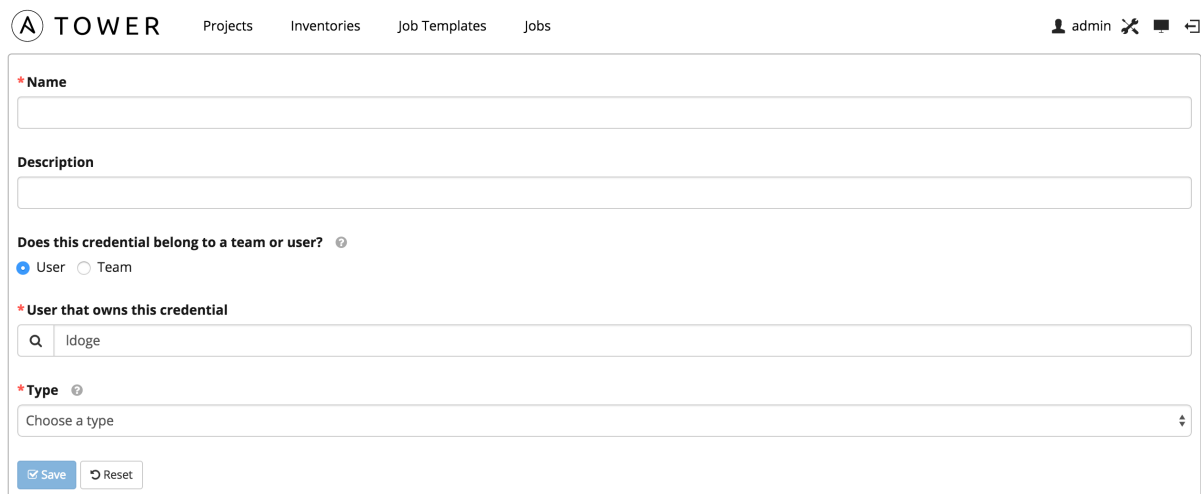 A TOWER Projects Inventories Job Templates Jobs admin
*Name
Description
Does this credential belong to a team or user? ?
User Team
*User that owns this credential
ldoge
*Type ?
Choose a type
Save Reset